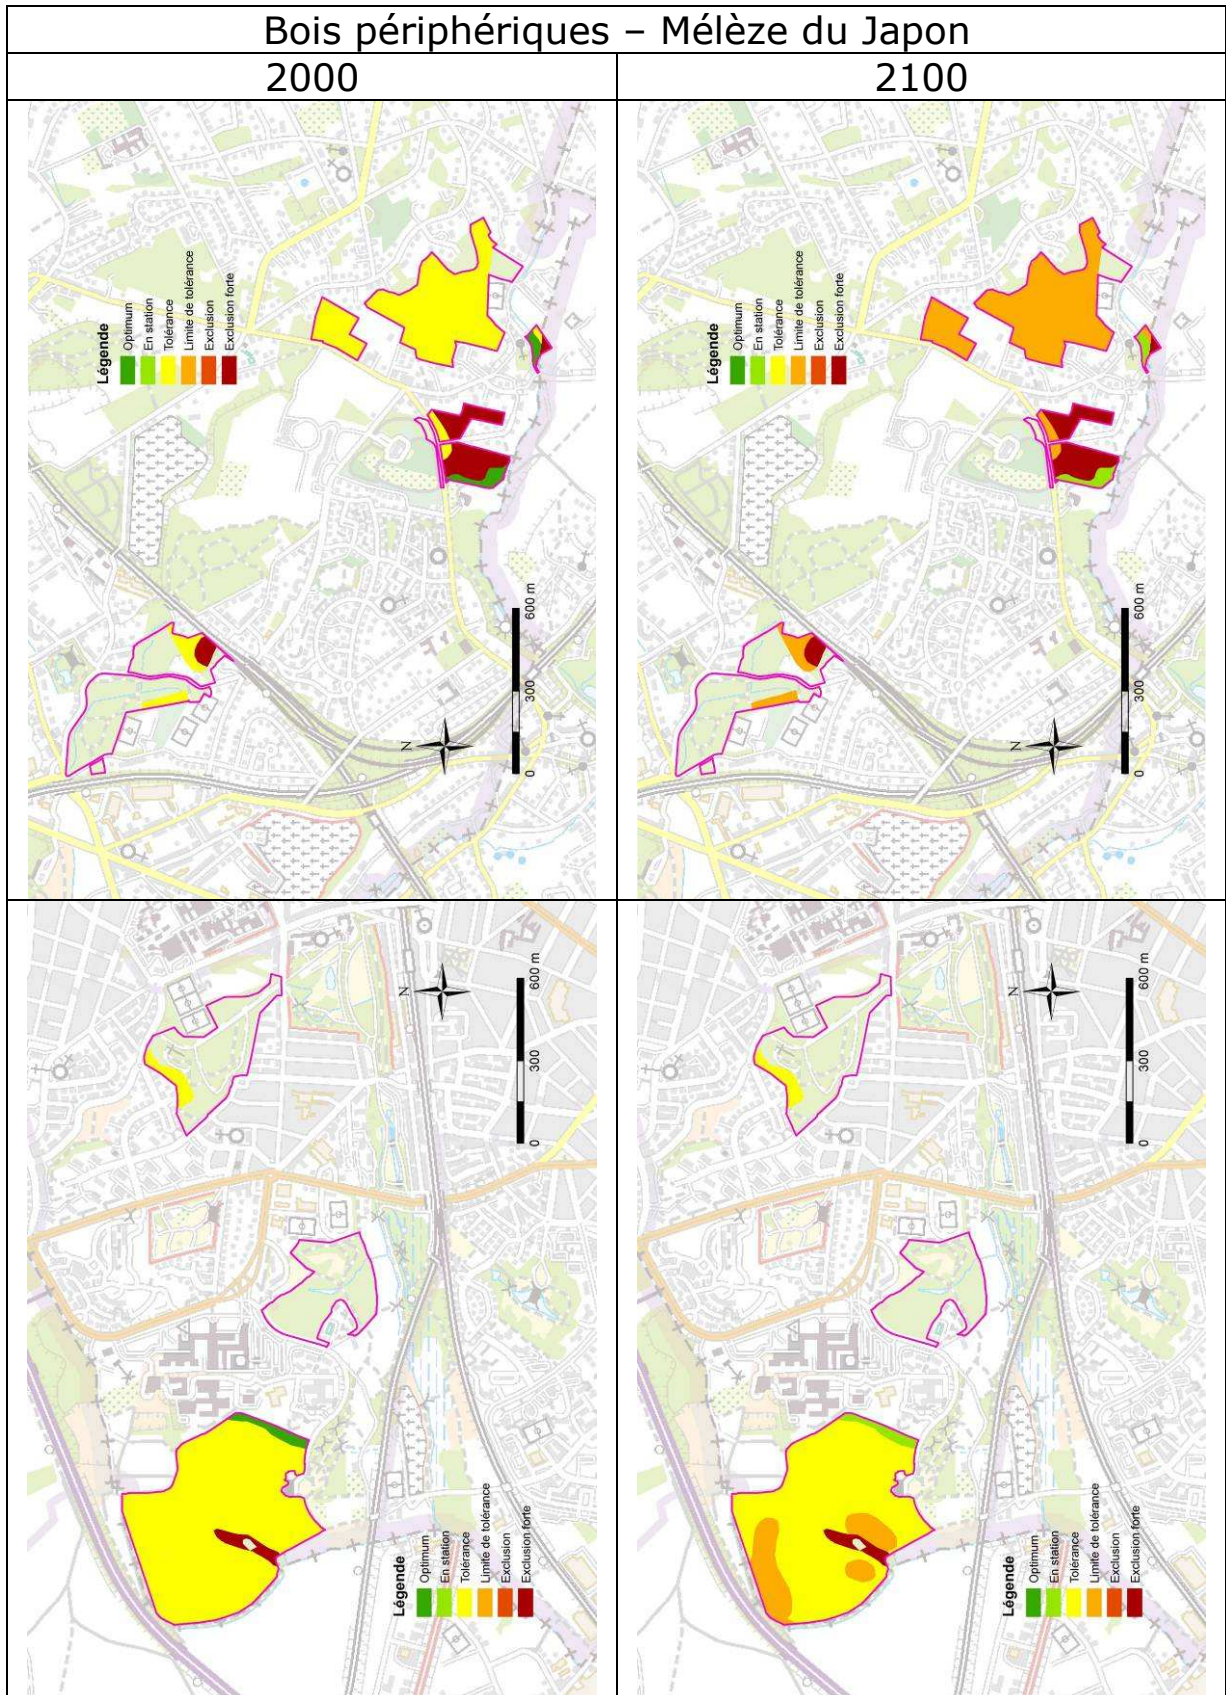 Bois périphériques – Mélèze du Japon
2000
2100
Légende
Optimum
En station
Tolérance
Limite de tolérance
Exclusion
Exclusion forte
N
0 300 600 m
Légende
Optimum
En station
Tolérance
Limite de tolérance
Exclusion
Exclusion forte
N
0 300 600 m
N
0 300 600 m
Légende
Optimum
En station
Tolérance
Limite de tolérance
Exclusion
Exclusion forte
N
0 300 600 m
Légende
Optimum
En station
Tolérance
Limite de tolérance
Exclusion
Exclusion forte